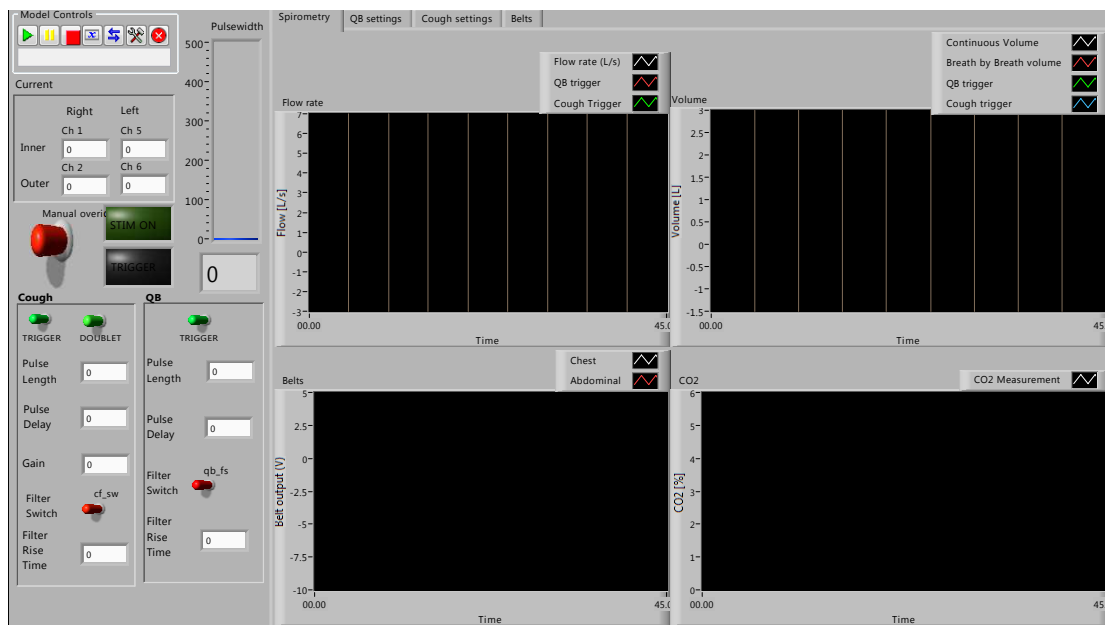 Model Controls
Pulsewidth
500
400
300
200
100
0
0
Current
Right Left
Ch 1 Ch 5
Inner 0 0
Ch 2 Ch 6
Outer 0 0
Manual overi
STIM ON
TRIGGER
Cough
TRIGGER DOUBLET
Pulse
Length 0
Pulse
Delay 0
Gain 0
Filter
Switch
cf_sw
Filter
Rise
Time 0
QB
TRIGGER
Pulse
Length 0
Pulse
Delay 0
Filter
Switch
qb_fs
Filter
Rise
Time 0
Spirometry QB settings Cough settings Belts
Flow rate (L/s)
QB trigger
Cough Trigger
Flow rate
Flow [L/s]
7
6
5
4
3
2
1
0
-1
-2
-3
00.00 45.0
Time
Continuous Volume
Breath by Breath volume
QB trigger
Cough trigger
Volume
Volume [L]
3
2.5
2
1.5
1
0.5
0
-0.5
-1
-1.5
00.00 45
Time
Chest
Abdominal
Belts
Belt output (V)
5
2.5
0
-2.5
-5
-7.5
-10
00.00 45.0
Time
CO2 Measurement
CO2
CO2 [%]
6
5
4
3
2
1
0
00.00 45
Time